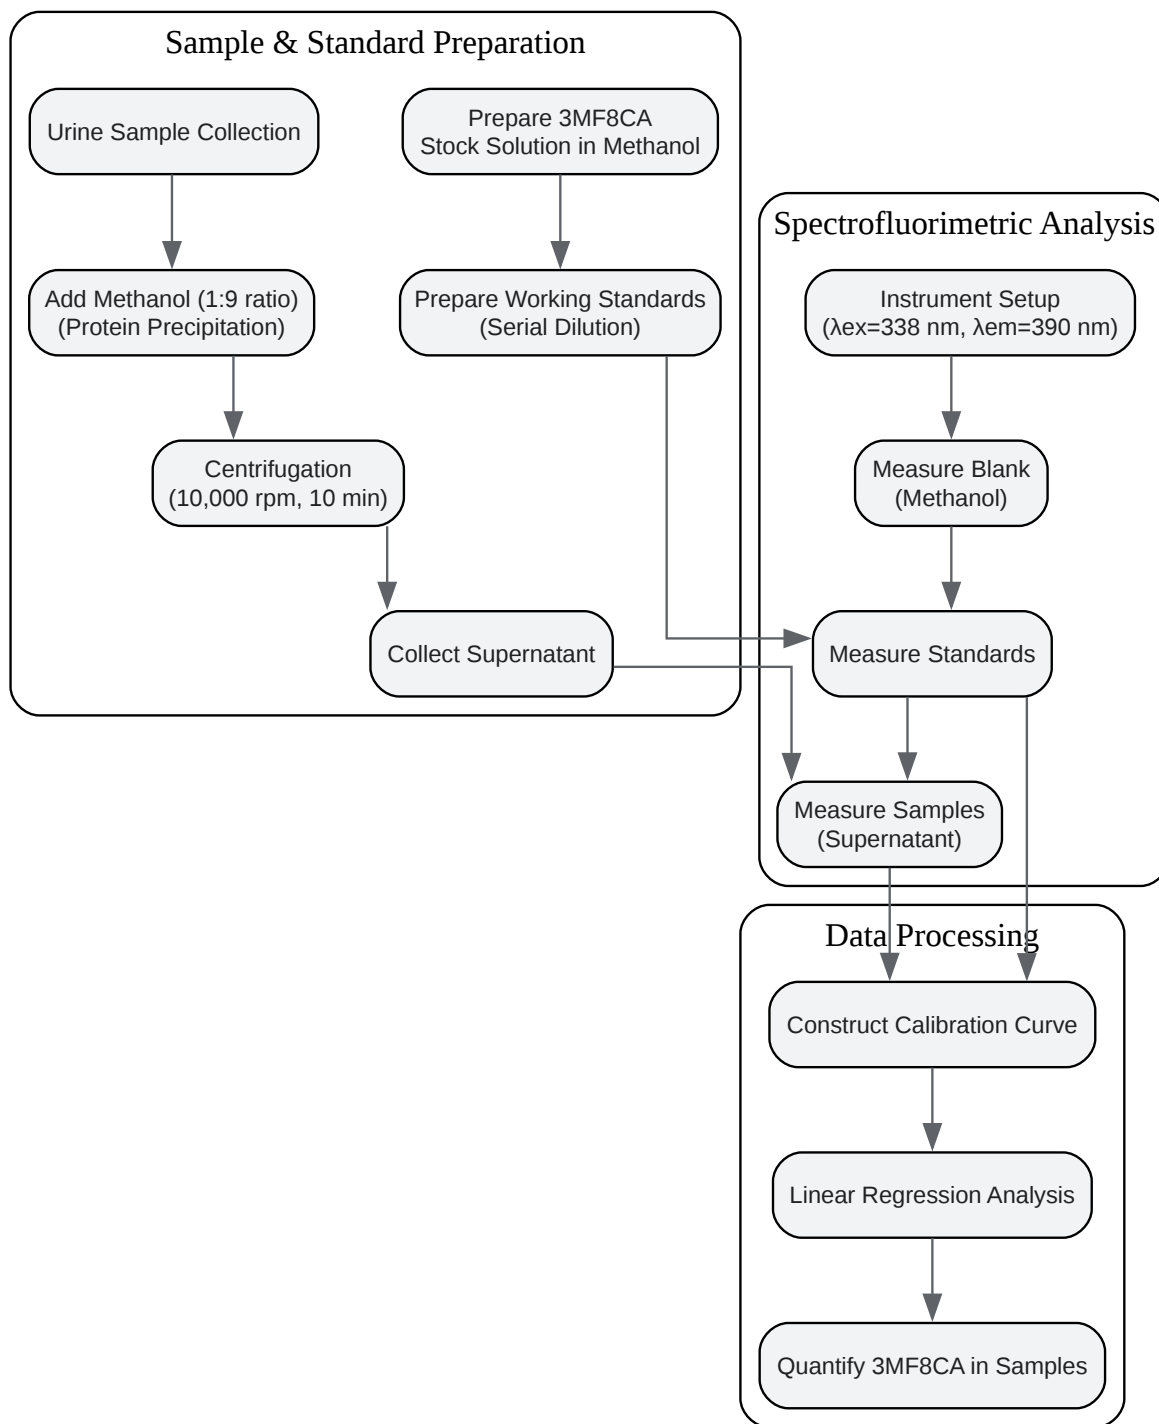 Sample & Standard Preparation
Urine Sample Collection
Prepare 3MF8CA
Stock Solution in Methanol
Add Methanol (1:9 ratio)
(Protein Precipitation)
Prepare Working Standards
(Serial Dilution)
Centrifugation
(10,000 rpm, 10 min)
Collect Supernatant
Spectrofluorimetric Analysis
Instrument Setup
(λex=338 nm, λem=390 nm)
Measure Blank
(Methanol)
Measure Standards
Measure Samples
(Supernatant)
Data Processing
Construct Calibration Curve
Linear Regression Analysis
Quantify 3MF8CA in Samples